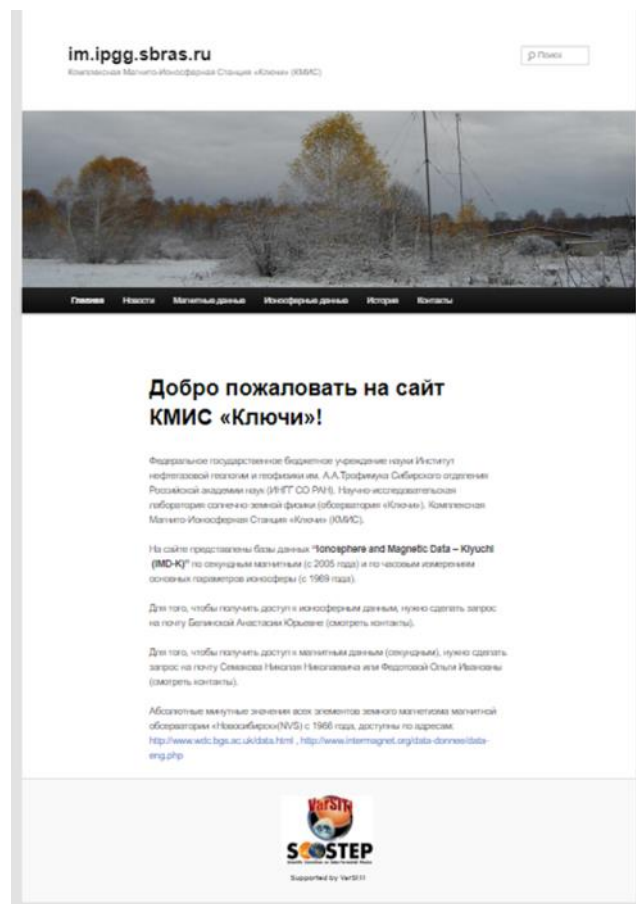 im.ipgg.sbras.ru
Комплексная Магнито-Ионосферная Станция «Ключи» (КМИС)
Поиск
Главная Новости Магнитные данные Ионосферные данные История Контакты
Добро пожаловать на сайт
КМИС «Ключи»!
Федеральное государственное бюджетное учреждение науки Институт
нефтегазовой геологии и геофизики им. А.А.Трофимука Сибирского отделения
Российской академии наук (ИНГГ СО РАН). Научно-исследовательская
лаборатория солнечно-земной физики (обсерватория «Ключи»). Комплексная
Магнито-Ионосферная Станция «Ключи» (КМИС).
На сайте представлены базы данных "Ionosphere and Magnetic Data – Klyuchi
(IMD-K)" по секундным магнитным (с 2005 года) и по часовым измерениям
основных параметров ионосферы (с 1969 года).
Для того, чтобы получить доступ к ионосферным данным, нужно сделать запрос
на почту Белинской Анастасии Юрьевне (смотреть контакты).
Для того, чтобы получить доступ к магнитным данным (секундным), нужно сделать
запрос на почту Семакова Николая Николаевича или Федотовой Ольги Ивановны
(смотреть контакты).
Абсолютные минутные значения всех элементов земного магнетизма магнитной
обсерватории «Новосибирск»(NVS) с 1966 года, доступны по адресам:
http://www.wdc.bgs.ac.uk/data.html , http://www.intermagnet.org/data-donnee/data-
eng.php
VarSITI
SCOSTEP
Supported by VarSITI